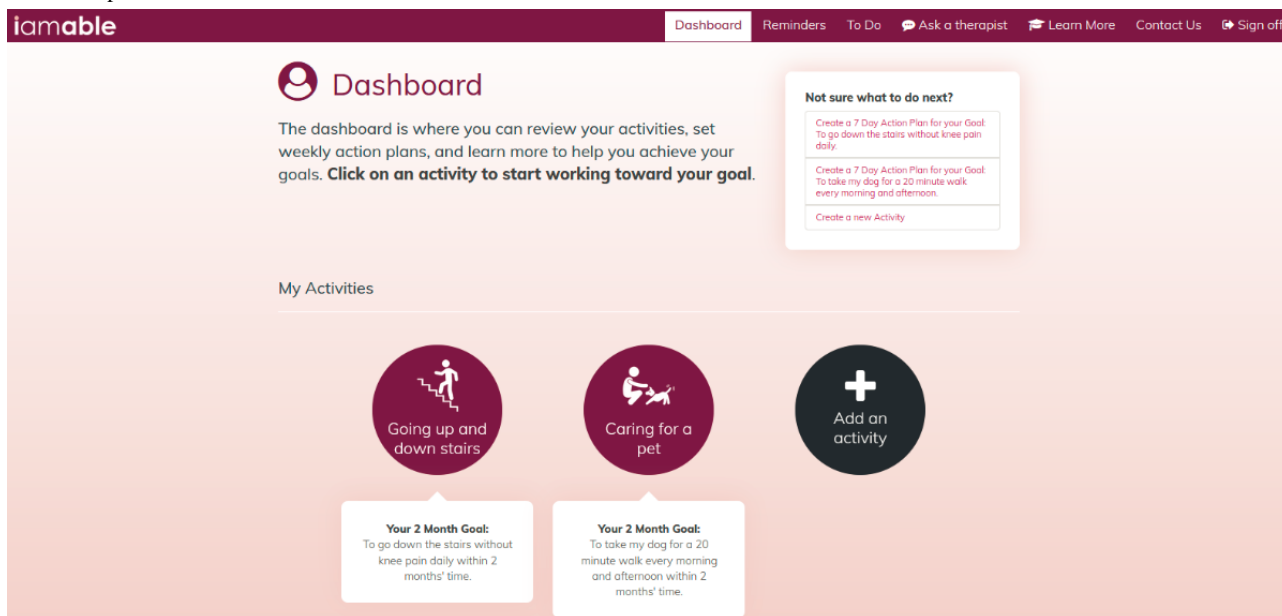 iamable
Dashboard
Reminders
To Do
Ask a therapist
Learn More
Contact Us
Sign off
Dashboard
The dashboard is where you can review your activities, set
weekly action plans, and learn more to help you achieve your
goals. Click on an activity to start working toward your goal.
Not sure what to do next?
Create a 7 Day Action Plan for your Goal:
To go down the stairs without knee pain
daily.
Create a 7 Day Action Plan for your Goal:
To take my dog for a 20 minute walk
every morning and afternoon.
Create a new Activity
My Activities
Going up and
down stairs
Caring for a
pet
Add an
activity
Your 2 Month Goal:
To go down the stairs without
knee pain daily within 2
months' time.
Your 2 Month Goal:
To take my dog for a 20
minute walk every morning
and afternoon within 2
months' time.